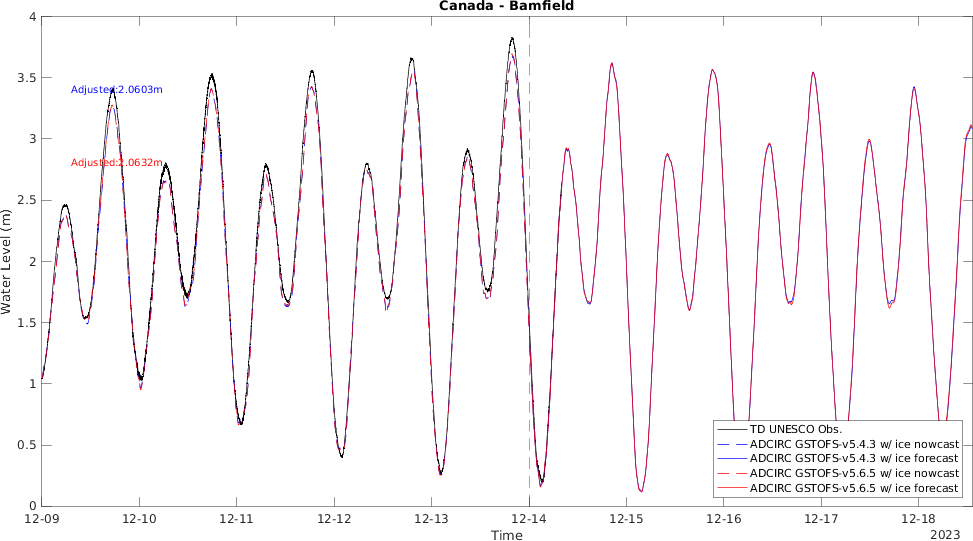 Canada - Bamfield
4
3.5
3
2.5
2
1.5
1
0.5
0
Water Level (m)
Adjusted:2.0603m
Adjusted:2.0632m
TD UNESCO Obs.
ADCIRC GSTOFS-v5.4.3 w/ ice nowcast
ADCIRC GSTOFS-v5.4.3 w/ ice forecast
ADCIRC GSTOFS-v5.6.5 w/ ice nowcast
ADCIRC GSTOFS-v5.6.5 w/ ice forecast
12-09 12-10 12-11 12-12 12-13 12-14 12-15 12-16 12-17 12-18
Time
2023